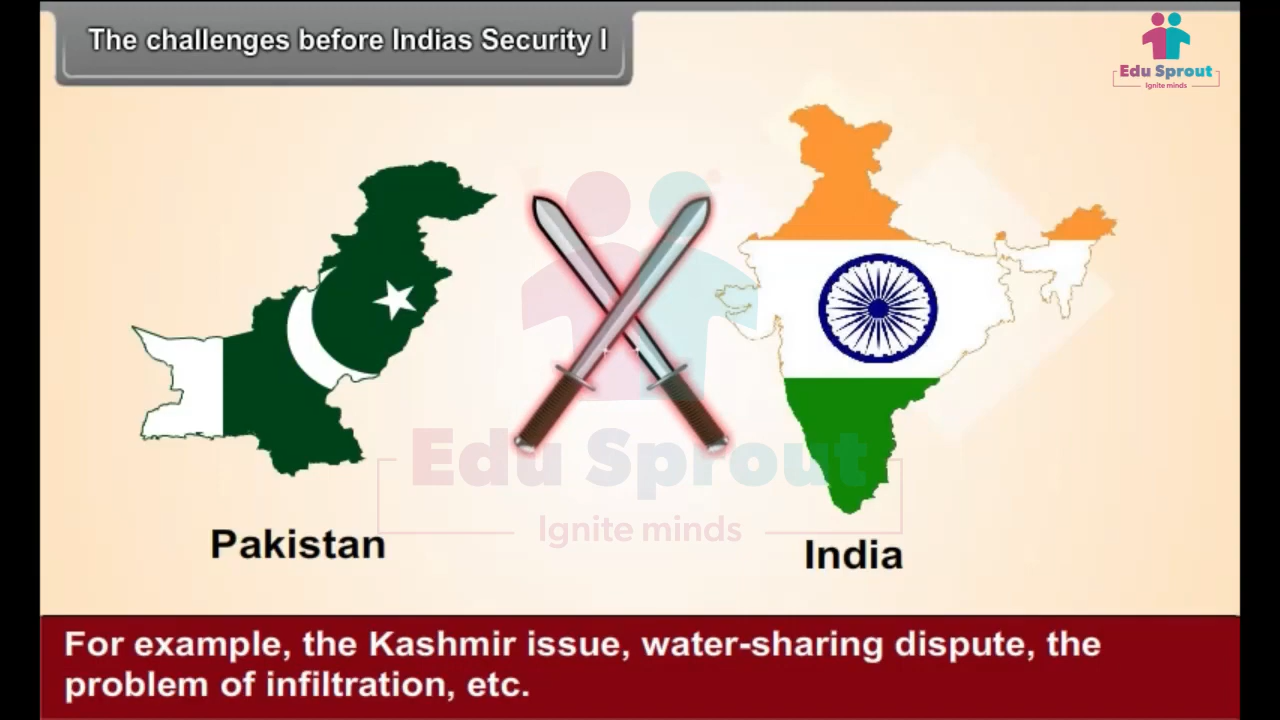 The challenges before Indias Security I
Edu Sprout
Ignite minds
Edu Sprout
Ignite minds
Pakistan
India
For example, the Kashmir issue, water-sharing dispute, the
problem of infiltration, etc.